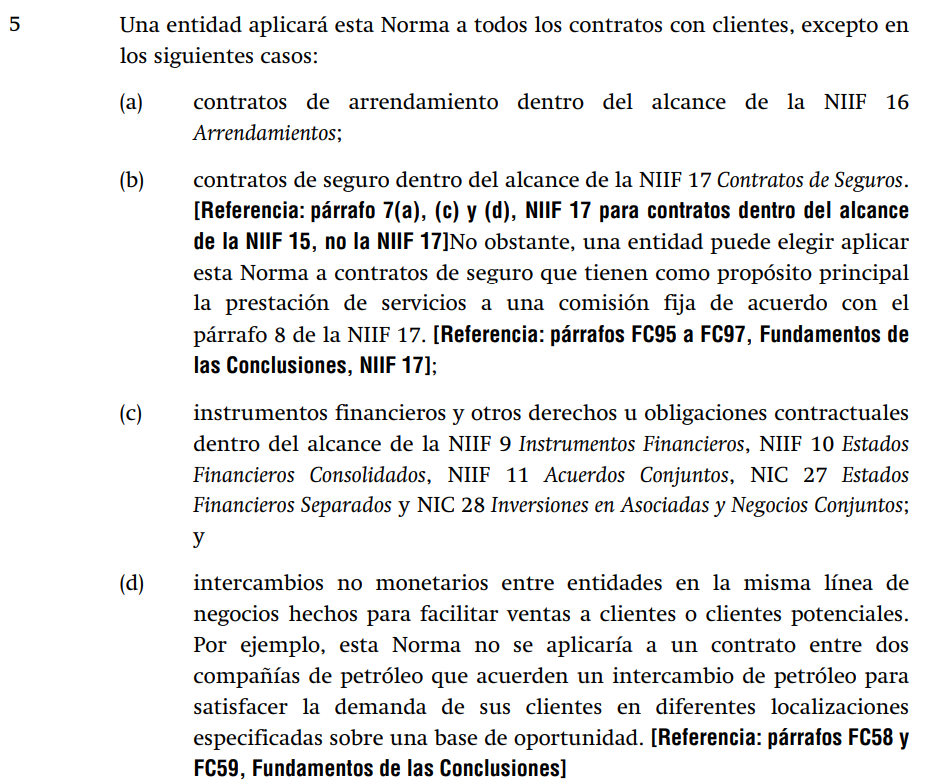 5 Una entidad aplicará esta Norma a todos los contratos con clientes, excepto en
los siguientes casos:
(a) contratos de arrendamiento dentro del alcance de la NIIF 16
Arrendamientos;
(b) contratos de seguro dentro del alcance de la NIIF 17 Contratos de Seguros.
[Referencia: párrafo 7(a), (c) y (d), NIIF 17 para contratos dentro del alcance
de la NIIF 15, no la NIIF 17]No obstante, una entidad puede elegir aplicar
esta Norma a contratos de seguro que tienen como propósito principal
la prestación de servicios a una comisión fija de acuerdo con el
párrafo 8 de la NIIF 17. [Referencia: párrafos FC95 a FC97, Fundamentos de
las Conclusiones, NIIF 17];
(c) instrumentos financieros y otros derechos u obligaciones contractuales
dentro del alcance de la NIIF 9 Instrumentos Financieros, NIIF 10 Estados
Financieros Consolidados, NIIF 11 Acuerdos Conjuntos, NIC 27 Estados
Financieros Separados y NIC 28 Inversiones en Asociadas y Negocios Conjuntos;
y
(d) intercambios no monetarios entre entidades en la misma línea de
negocios hechos para facilitar ventas a clientes o clientes potenciales.
Por ejemplo, esta Norma no se aplicaría a un contrato entre dos
compañías de petróleo que acuerden un intercambio de petróleo para
satisfacer la demanda de sus clientes en diferentes localizaciones
especificadas sobre una base de oportunidad. [Referencia: párrafos FC58 y
FC59, Fundamentos de las Conclusiones]